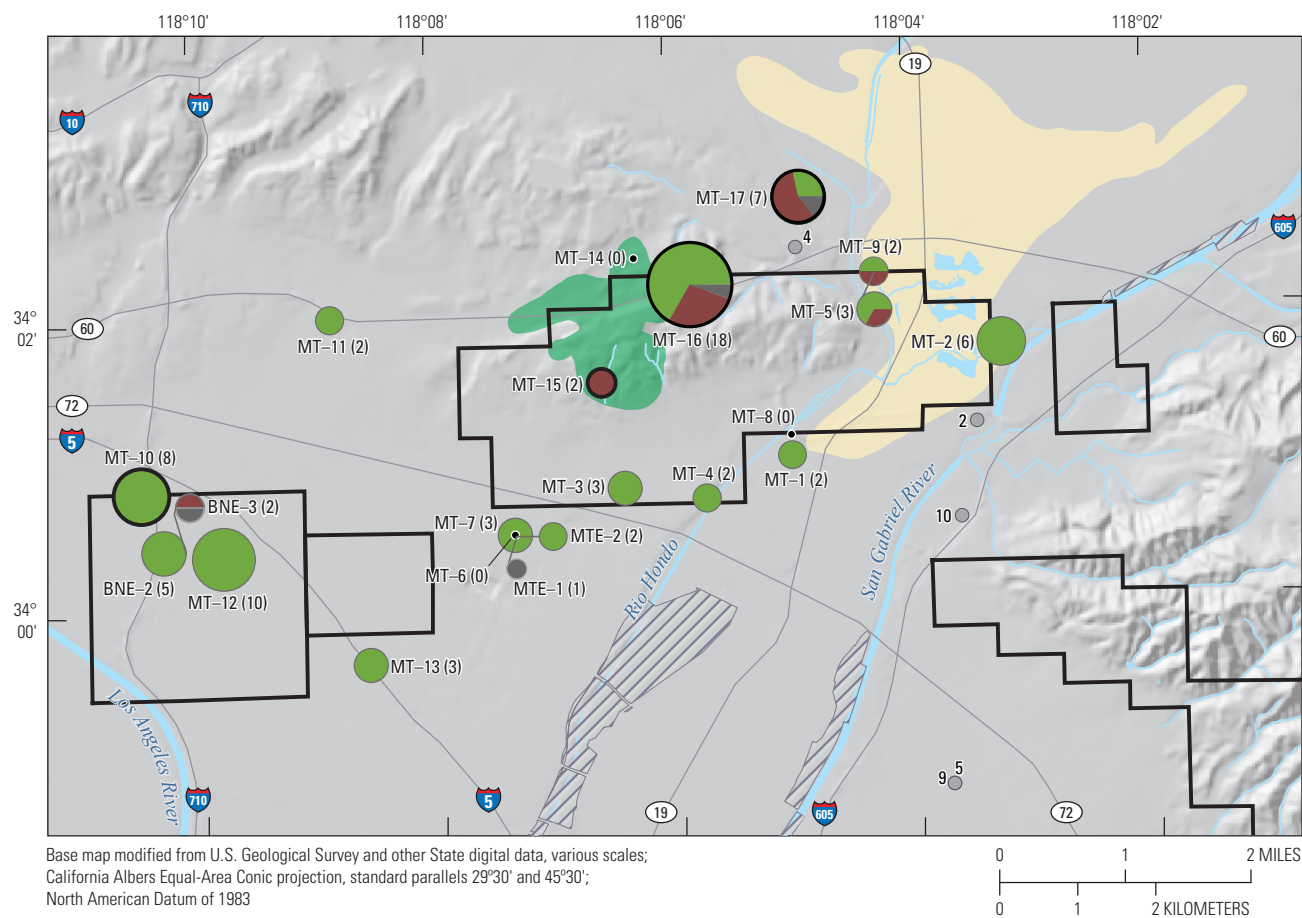 118°10'
118°08'
118°06'
118°04'
118°02'
19
710
10
MT–17 (7)
605
4
MT–9 (2)
MT–14 (0)
MT–5 (3)
34°
02'
60
MT–11 (2)
MT–16 (18)
MT–2 (6)
60
MT–15 (2)
72
MT–8 (0)
2
5
MT–10 (8)
MT–1 (2)
MT–4 (2)
MT–3 (3)
BNE–3 (2)
10
MT–7 (3)
MTE–2 (2)
San Gabriel River
MT–6 (0)
MTE–1 (1)
Rio Hondo
BNE–2 (5)
MT–12 (10)
34°
00'
MT–13 (3)
Los Angeles River
9
5
710
5
19
605
72
Base map modified from U.S. Geological Survey and other State digital data, various scales;
California Albers Equal-Area Conic projection, standard parallels 29º30' and 45º30';
North American Datum of 1983
0 1 2 MILES
0 1 2 KILOMETERS